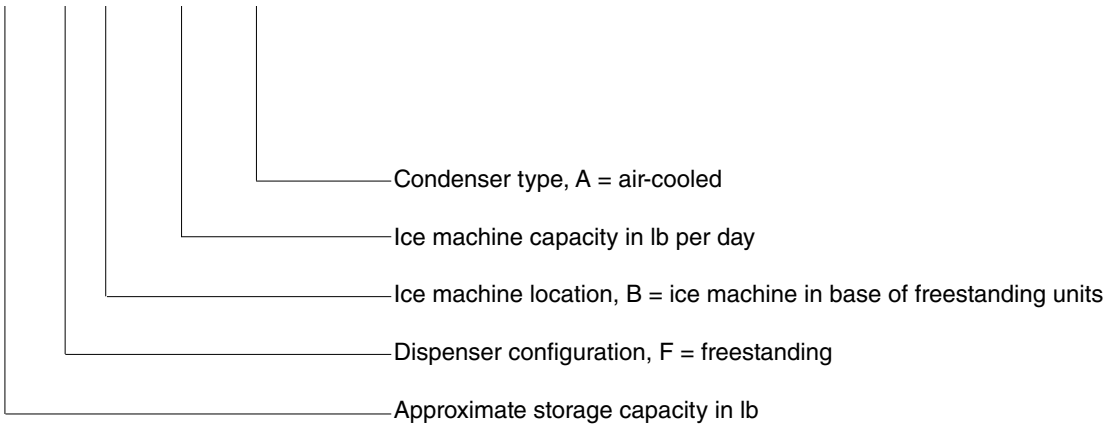 Condenser type, A = air-cooled
Ice machine capacity in lb per day
Ice machine location, B = ice machine in base of freestanding units
Dispenser configuration, F = freestanding
Approximate storage capacity in lb